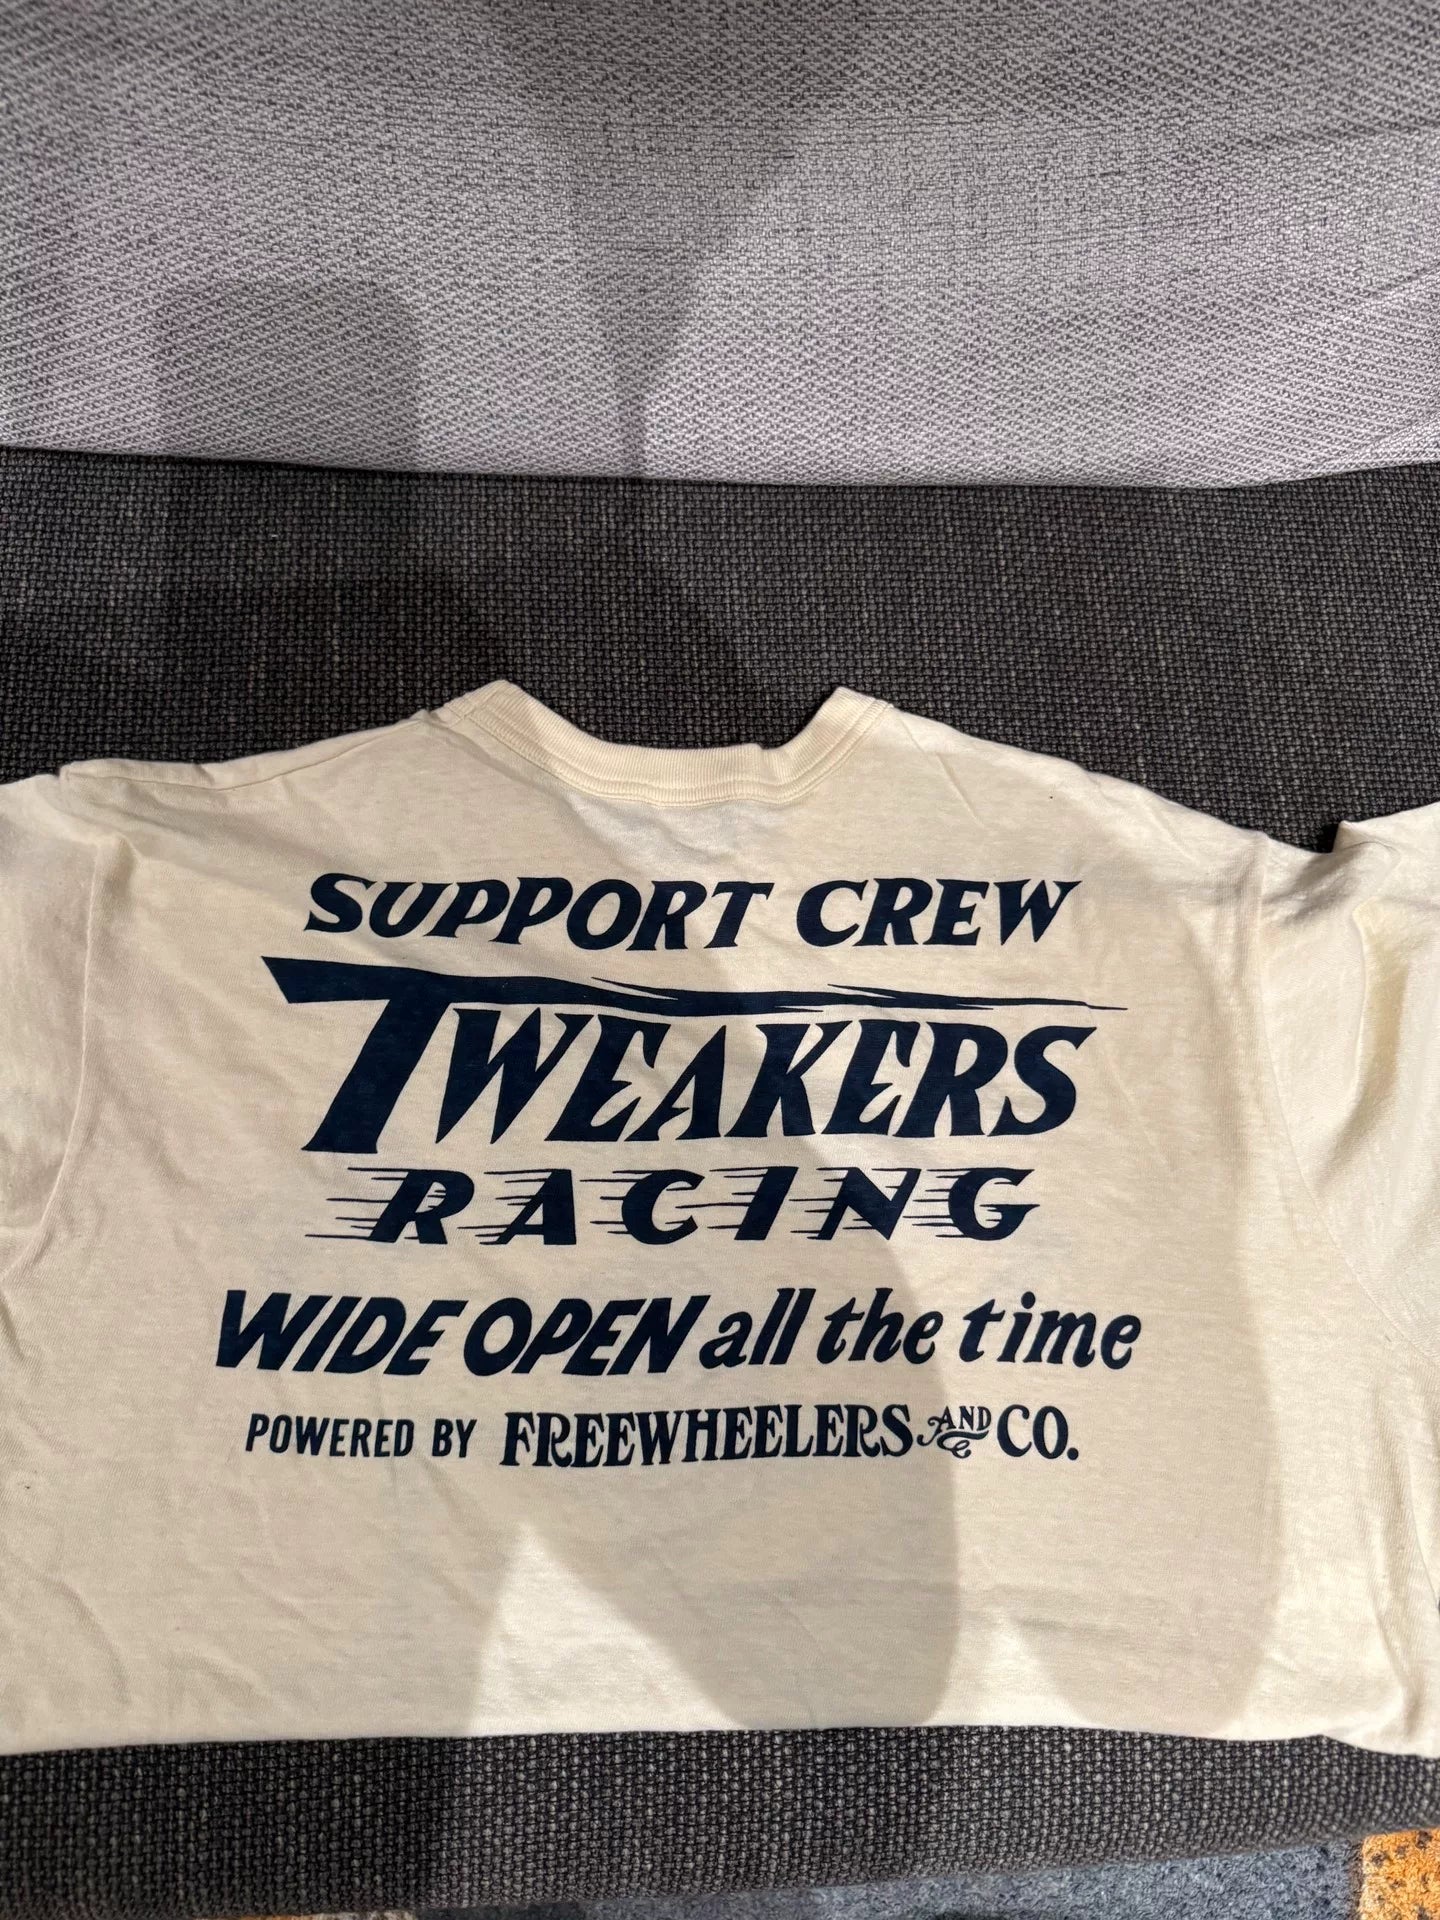 SUPPORT CREW
TWEAKERS
RACING
WIDE OPEN all the time
POWERED BY FREEWHEELERS AND CO.